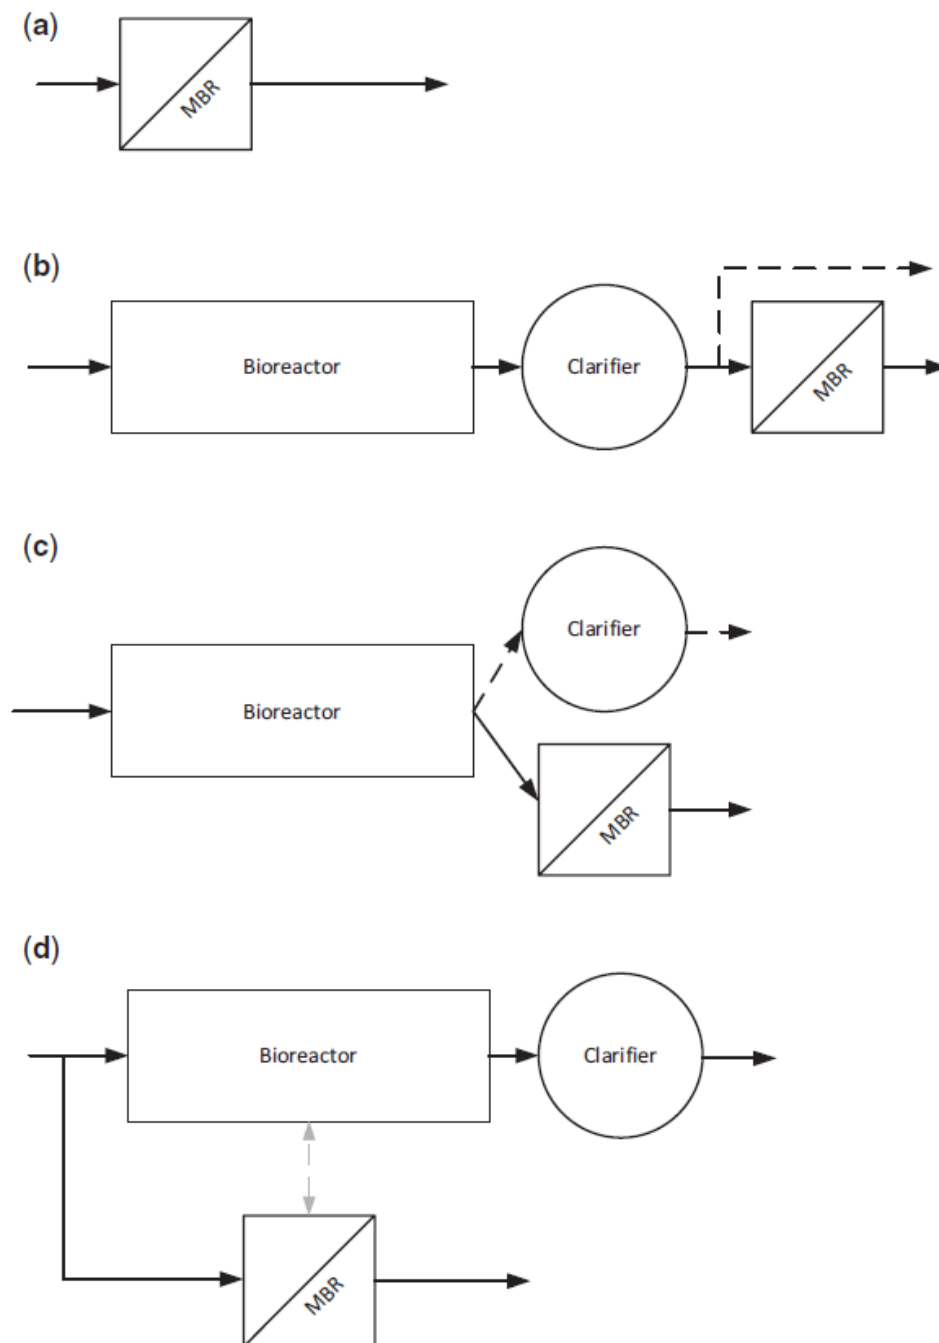 (a)
MBR
(b)
Bioreactor
Clarifier
MBR
(c)
Clarifier
Bioreactor
MBR
(d)
Bioreactor
Clarifier
MBR